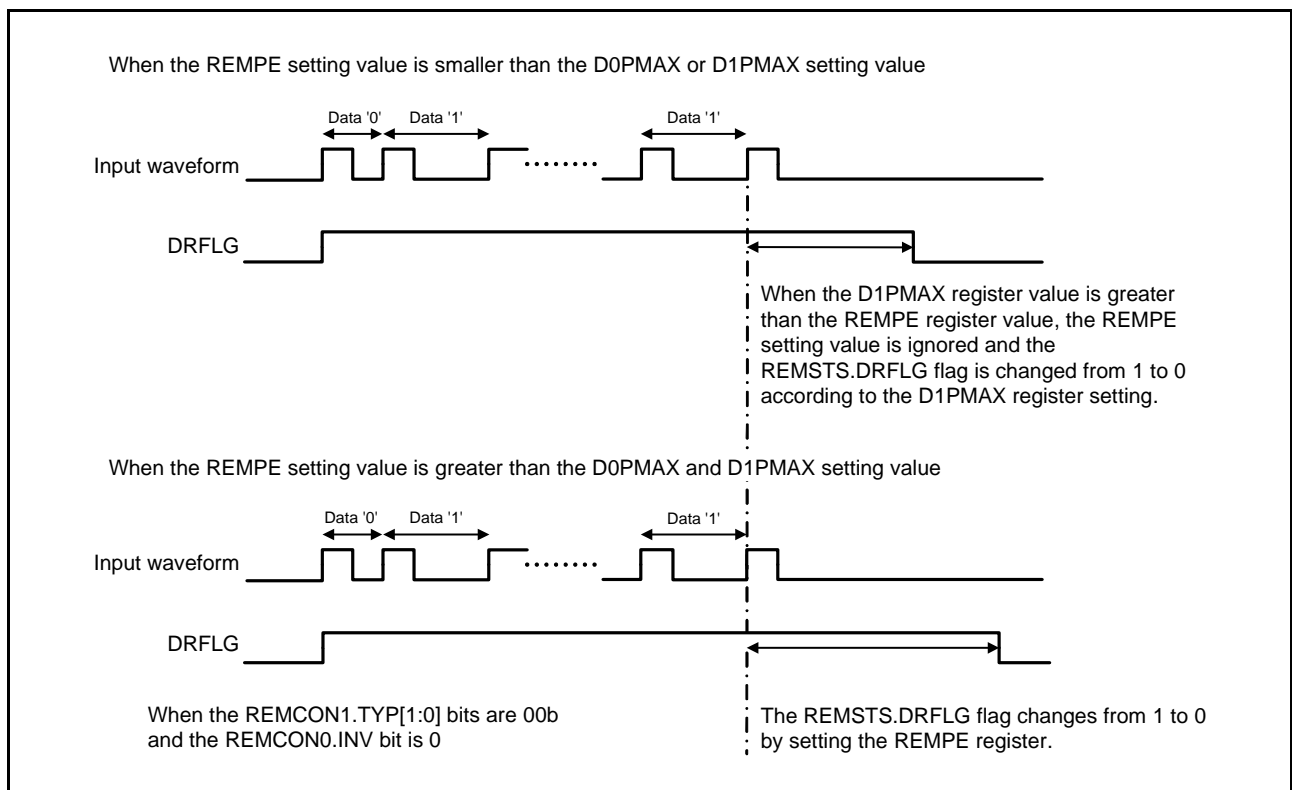 When the REMPE setting value is smaller than the D0PMAX or D1PMAX setting value
Data '0' Data '1' Data '1'
Input waveform
DRFLG
When the D1PMAX register value is greater
than the REMPE register value, the REMPE
setting value is ignored and the
REMSTS.DRFLG flag is changed from 1 to 0
according to the D1PMAX register setting.
When the REMPE setting value is greater than the D0PMAX and D1PMAX setting value
Data '0' Data '1' Data '1'
Input waveform
DRFLG
When the REMCON1.TYP[1:0] bits are 00b
and the REMCON0.INV bit is 0
The REMSTS.DRFLG flag changes from 1 to 0
by setting the REMPE register.